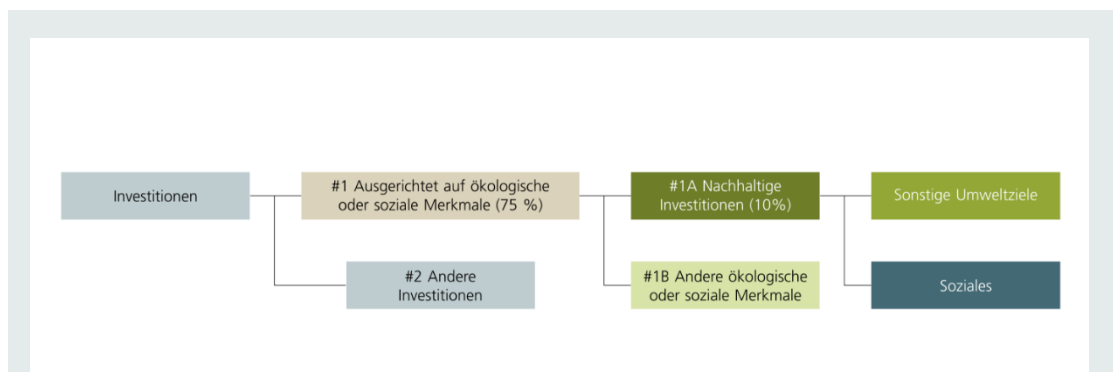 Investitionen
#1 Ausgerichtet auf ökologische
oder soziale Merkmale (75 %)
#1A Nachhaltige
Investitionen (10%)
Sonstige Umweltziele
#2 Andere
Investitionen
#1B Andere ökologische
oder soziale Merkmale
Soziales